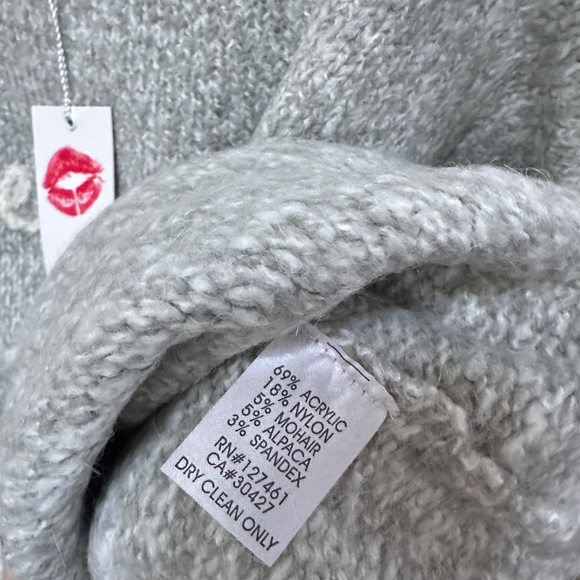 69% ACRYLIC
18% NYLON
5% MOHAIR
5% ALPACA
3% SPANDEX
RN#127461
CA#30427
DRY CLEAN ONLY